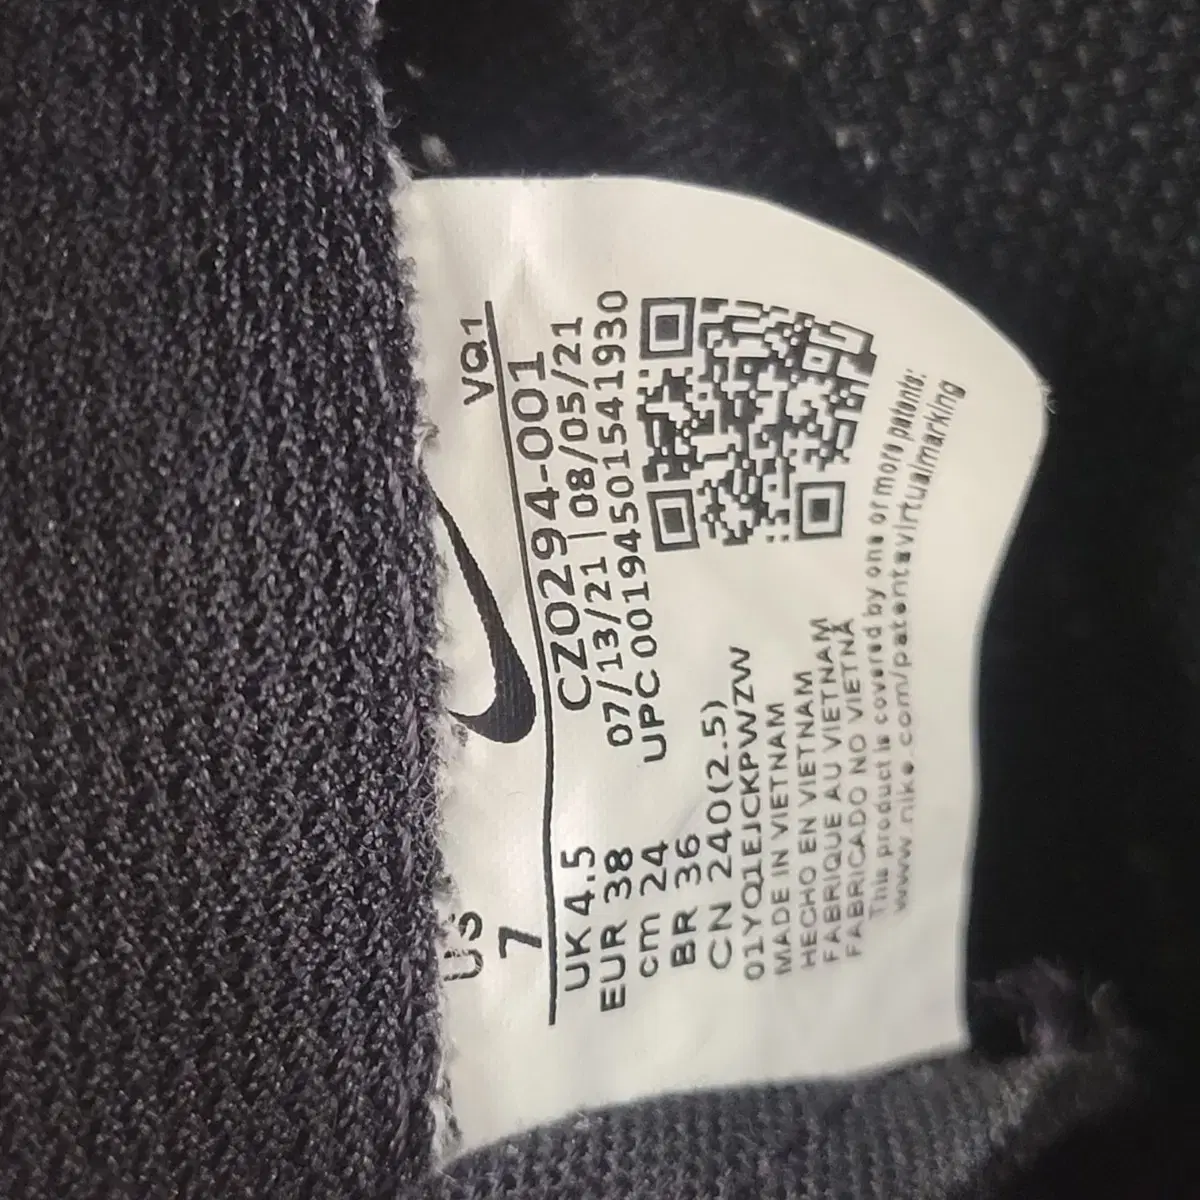 US
7
VQ1
UK 4.5
EUR 38
cm 24
BR 36
CN 240(2.5)
CZ0294-001
07/13/21 | 08/05/21
UPC 00194501541930
01YQ1EJCKPWZW
MADE IN VIETNAM
HECHO EN VIETNAM
FABRIQUE AU VIETNAM
FABRICADO NO VIETNÃ
This product is covered by one or more patents:
www.nike.com/patentsvirtualmarking